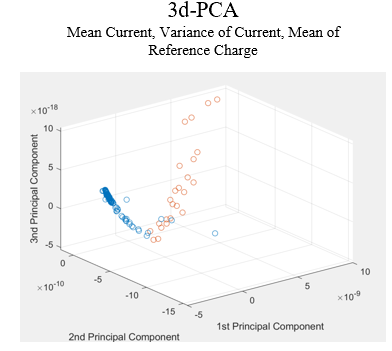 3d-PCA
Mean Current, Variance of Current, Mean of
Reference Charge
×10-18
10
5
0
-5
3nd Principal Component
0
-5
-10
-15
×10-10
2nd Principal Component
-5
0
5
10
×10-9
1st Principal Component